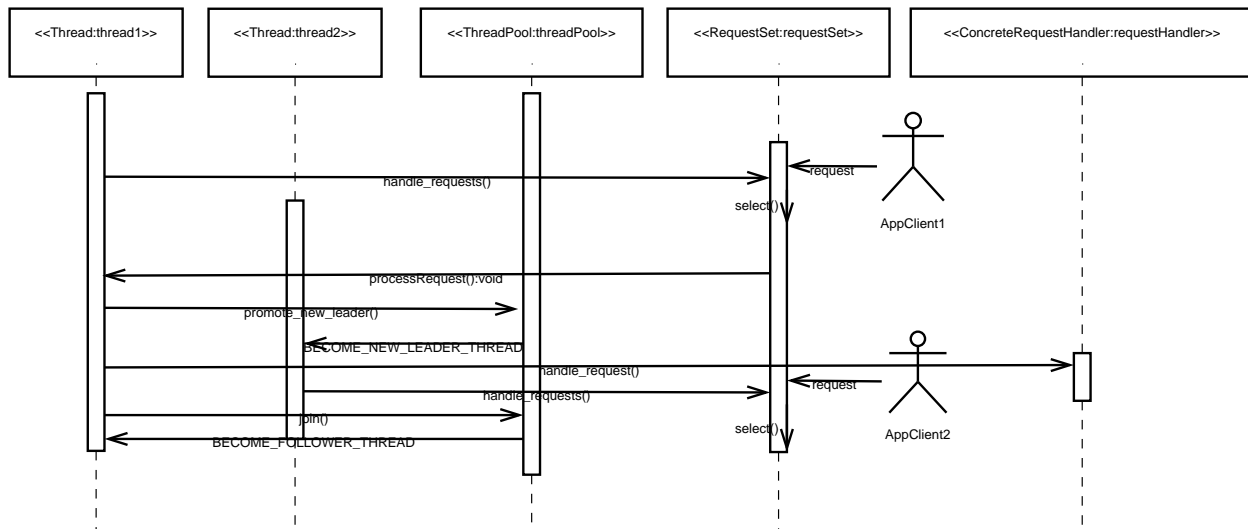 <<Thread:thread1>>
<<Thread:thread2>>
<<ThreadPool:threadPool>>
<<RequestSet:requestSet>>
<<ConcreteRequestHandler:requestHandler>>
request
handle_requests()
select()
AppClient1
processRequest():void
promote_new_leader()
BECOME_NEW_LEADER_THREAD
handle_request()
request
handle_requests()
join()
select()
AppClient2
BECOME_FOLLOWER_THREAD